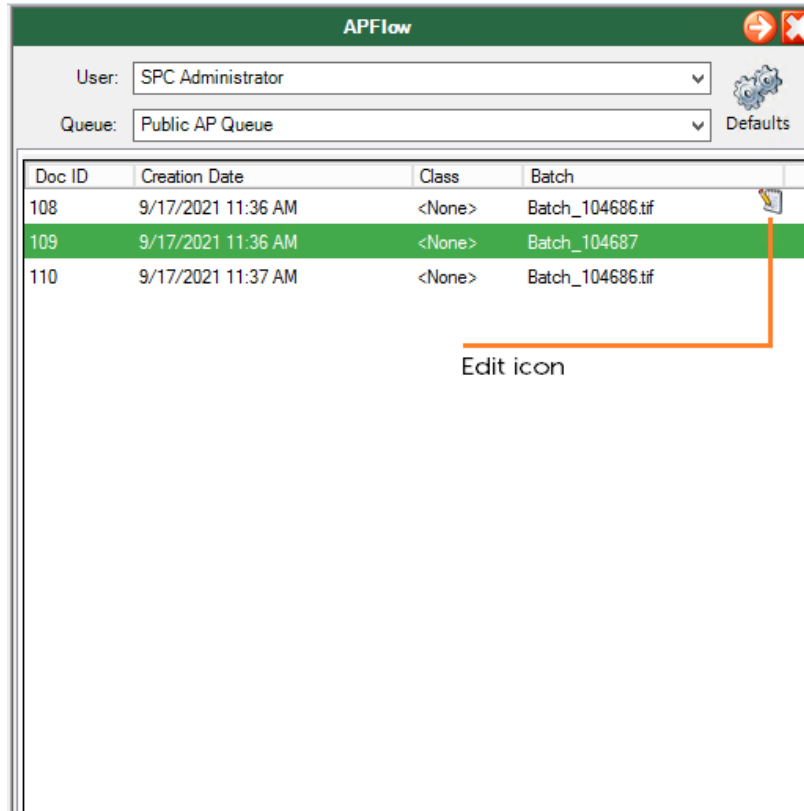 APFlow
User: SPC Administrator
Queue: Public AP Queue
Defaults
Doc ID Creation Date Class Batch
108 9/17/2021 11:36 AM <None> Batch_104686.tif
109 9/17/2021 11:36 AM <None> Batch_104687
110 9/17/2021 11:37 AM <None> Batch_104686.tif
Edit icon